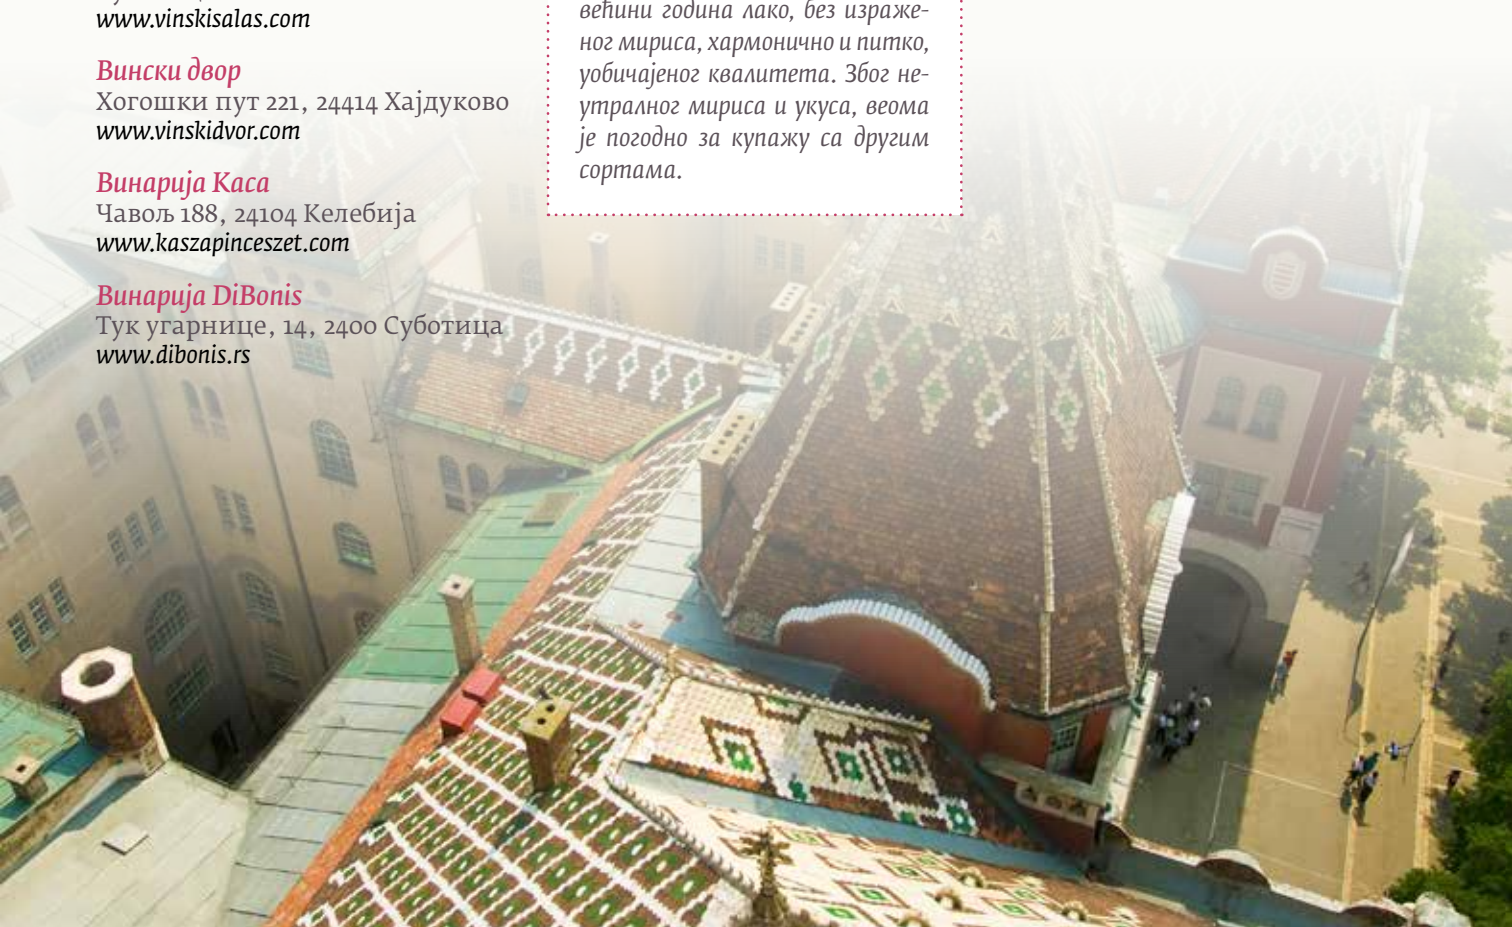 www.vinskisalas.com
Вински двор
Хогошки пут 221, 24414 Хајдуково
www.vinskidvor.com
Винарија Каса
Чавољ 188, 24104 Келебија
www.kaszapinceszet.com
Винарија DiBonis
Тук угарнице, 14, 2400 Суботица
www.dibonis.rs
већини година лако, без израже-
ног мириса, хармонично и питко,
уобичајеног квалитета. Због не-
утралног мириса и укуса, веома
је погодно за купажу са другим
сортама.